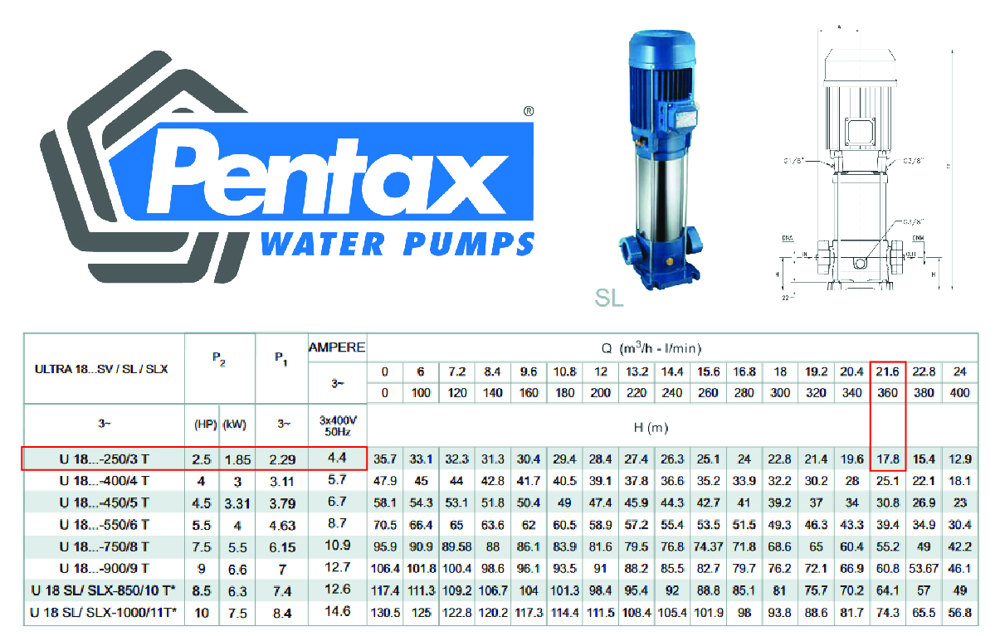 Pentax ®
WATER PUMPS
SL
A
G1/8"
G3/8"
G3/8"
DNA
DNM
IN
OUT
H
H
22
ULTRA 18...SV / SL / SLX P2 P1 AMPERE Q (m³/h - l/min)
3~ 0 6 7.2 8.4 9.6 10.8 12 13.2 14.4 15.6 16.8 18 19.2 20.4 21.6 22.8 24
0 100 120 140 160 180 200 220 240 260 280 300 320 340 360 380 400
3~ (HP) (kW) 3~ 3x400V 50Hz H (m)
U 18...-250/3 T 2.5 1.85 2.29 4.4 35.7 33.1 32.3 31.3 30.4 29.4 28.4 27.4 26.3 25.1 24 22.8 21.4 19.6 17.8 15.4 12.9
U 18...-400/4 T 4 3 3.11 5.7 47.9 45 44 42.8 41.7 40.5 39.1 37.8 36.6 35.2 33.9 32.2 30.2 28 25.1 22.1 18.1
U 18...-450/5 T 4.5 3.31 3.79 6.7 58.1 54.3 53.1 51.8 50.4 49 47.4 45.9 44.3 42.7 41 39.2 37 34 30.8 26.9 23
U 18...-550/6 T 5.5 4 4.63 8.7 70.5 66.4 65 63.6 62 60.5 58.9 57.2 55.4 53.5 51.5 49.3 46.3 43.3 39.4 34.9 30.4
U 18...-750/8 T 7.5 5.5 6.15 10.9 95.9 90.9 89.58 88 86.1 83.9 81.6 79.5 76.8 74.37 71.8 68.6 65 60.4 55.2 49 42.2
U 18...-900/9 T 9 6.6 7 12.7 106.4 101.8 100.4 98.6 96.1 93.5 91 88.2 85.5 82.7 79.7 76.2 72.1 66.9 60.8 53.67 46.1
U 18 SL/ SLX-850/10 T* 8.5 6.3 7.4 12.6 117.4 111.3 109.2 106.7 104 101.3 98.4 95.4 92 88.8 85.1 81 75.7 70.2 64.1 57 49
U 18 SL/ SLX-1000/11T* 10 7.5 8.4 14.6 130.5 125 122.8 120.2 117.3 114.4 111.5 108.4 105.4 101.9 98 93.8 88.6 81.7 74.3 65.5 56.8